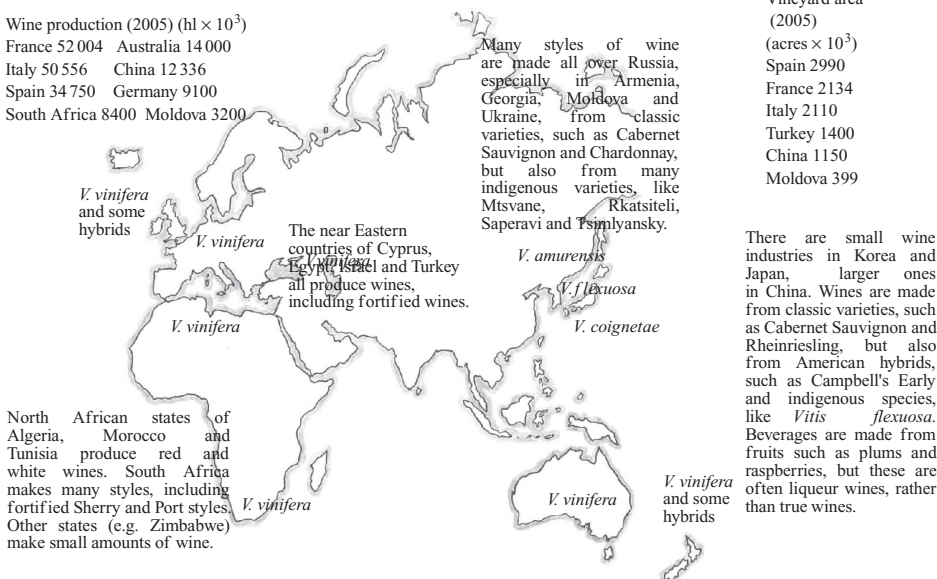 Wine production (2005) (hl × 10³)
France 52 004 Australia 14 000
Italy 50 556 China 12 336
Spain 34 750 Germany 9100
South Africa 8400 Moldova 3200
Vineyard area
(2005)
(acres × 10³)
Spain 2990
France 2134
Italy 2110
Turkey 1400
China 1150
Moldova 399
Many styles of wine
are made all over Russia,
especially in Armenia,
Georgia, Moldova and
Ukraine, from classic
varieties, such as Cabernet
Sauvignon and Chardonnay,
but also from many
indigenous varieties, like
Mtsvane, Rkatsiteli,
Saperavi and Tsimlyansky.
V. vinifera
and some
hybrids
V. vinifera
The near Eastern
countries of Cyprus,
Egypt, Israel and Turkey
all produce wines,
including fortified wines.
V. vinifera
V. amurensis
V. flexuosa
V. coignetae
V. vinifera
There are small wine
industries in Korea and
Japan, larger ones
in China. Wines are made
from classic varieties, such
as Cabernet Sauvignon and
Rheinriesling, but also
from American hybrids,
such as Campbell's Early
and indigenous species,
like Vitis flexuosa.
Beverages are made from
fruits such as plums and
raspberries, but these are
often liqueur wines, rather
than true wines.
North African states of
Algeria, Morocco and
Tunisia produce red and
white wines. South Africa
makes many styles, including
fortified Sherry and Port styles.
Other states (e.g. Zimbabwe)
make small amounts of wine.
V. vinifera
V. vinifera
V. vinifera
and some
hybrids